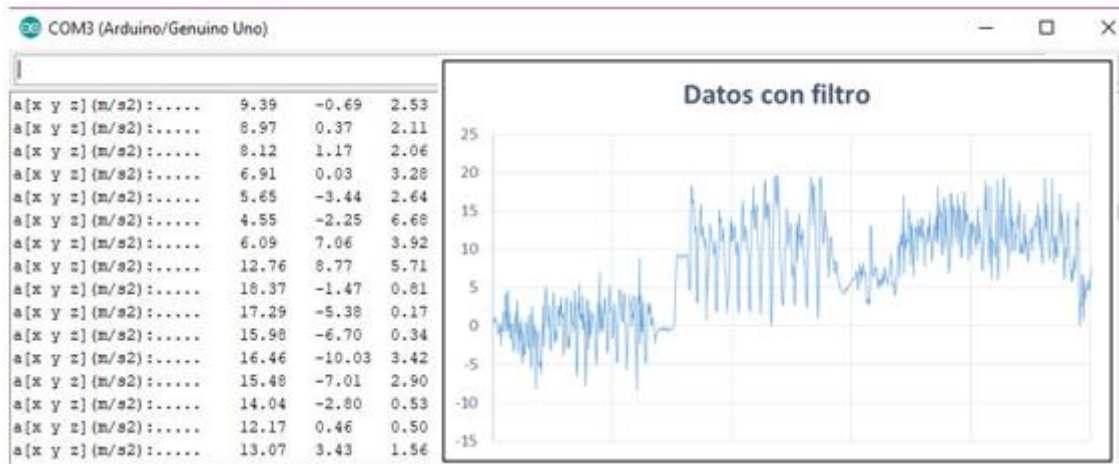 COM3 (Arduino/Genuino Uno)
a[x y z](m/s2):..... 9.39 -0.69 2.53
a[x y z](m/s2):..... 8.97 0.37 2.11
a[x y z](m/s2):..... 8.12 1.17 2.06
a[x y z](m/s2):..... 6.91 0.03 3.28
a[x y z](m/s2):..... 5.65 -3.44 2.64
a[x y z](m/s2):..... 4.55 -2.25 6.68
a[x y z](m/s2):..... 6.09 7.06 3.92
a[x y z](m/s2):..... 12.76 8.77 5.71
a[x y z](m/s2):..... 18.37 -1.47 0.81
a[x y z](m/s2):..... 17.29 -5.38 0.17
a[x y z](m/s2):..... 15.98 -6.70 0.34
a[x y z](m/s2):..... 16.46 -10.03 3.42
a[x y z](m/s2):..... 15.48 -7.01 2.90
a[x y z](m/s2):..... 14.04 -2.80 0.53
a[x y z](m/s2):..... 12.17 0.46 0.50
a[x y z](m/s2):..... 13.07 3.43 1.56
Datos con filtro
25
20
15
10
5
0
-5
-10
-15